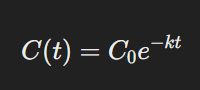 C(t) = C₀e⁻ᵏᵗ